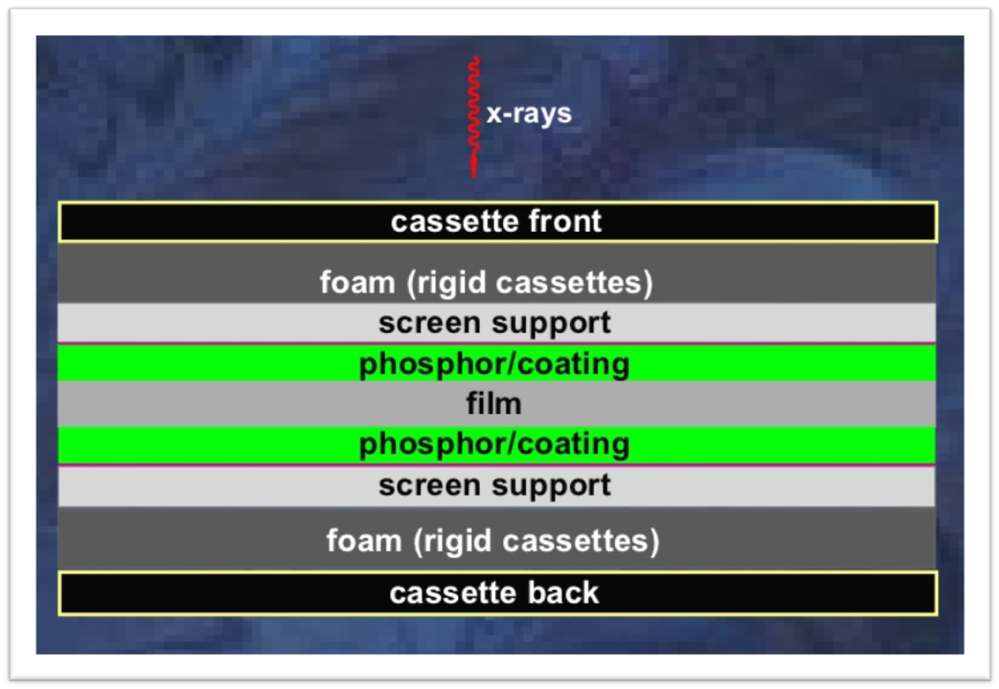 x-rays
cassette front
foam (rigid cassettes)
screen support
phosphor/coating
film
phosphor/coating
screen support
foam (rigid cassettes)
cassette back